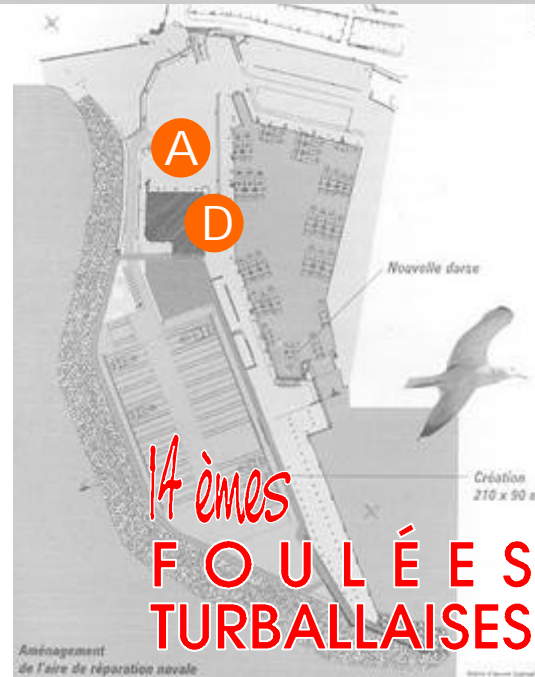 A
D
Nouvelle darse
14 èmes
Création
210 x 90
FOULÉES
TURBALLAISES
Aménagement
de l'aire de réparation navale